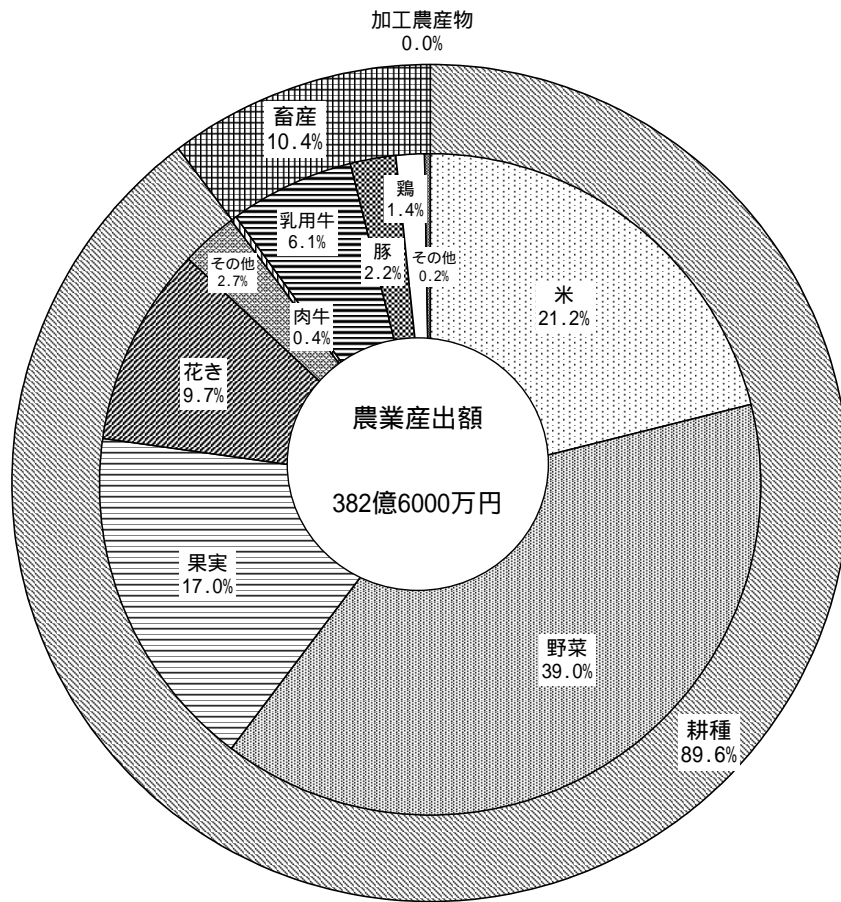 加工農産物
0.0%
畜産
10.4%
鶏
1.4%
乳用牛
6.1%
豚
2.2%
その他
0.2%
その他
2.7%
米
21.2%
肉牛
0.4%
花き
9.7%
農業産出額
382億6000万円
果実
17.0%
野菜
39.0%
耕種
89.6%